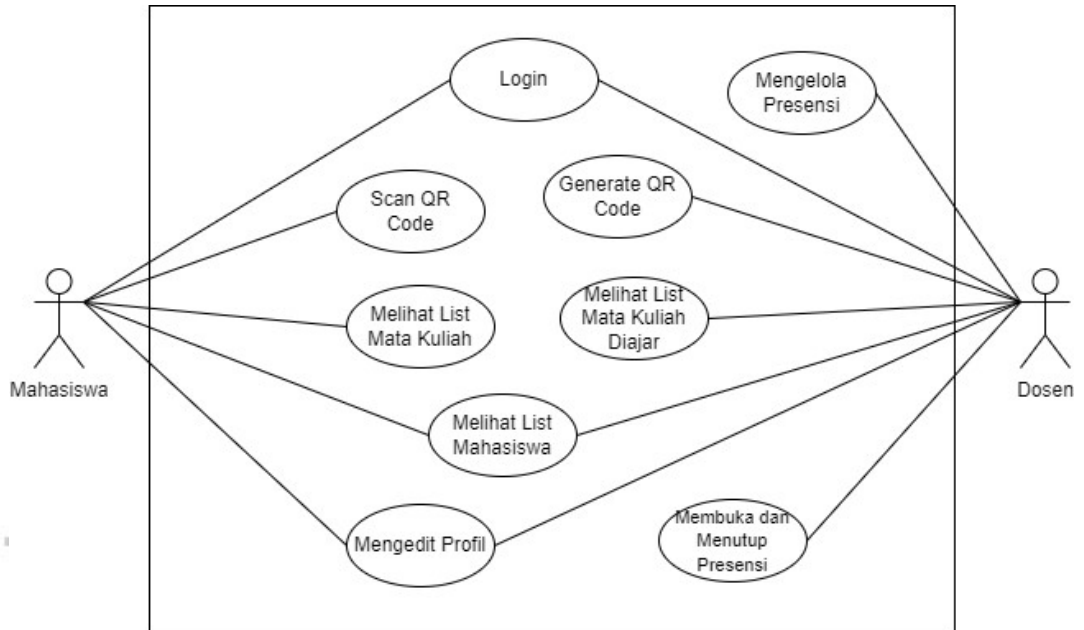 Login
Mengelola
Presensi
Scan QR
Code
Generate QR
Code
Melihat List
Mata Kuliah
Melihat List
Mata Kuliah
Diajar
Mahasiswa
Dosen
Melihat List
Mahasiswa
Mengedit Profil
Membuka dan
Menutup
Presensi